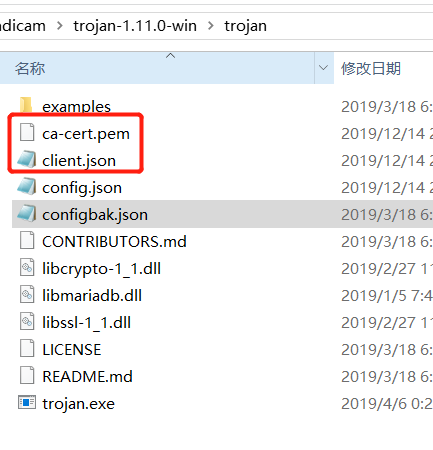 ndicam › trojan-1.11.0-win › trojan
名称 修改日期
examples 2019/3/18 6:
ca-cert.pem 2019/12/14 2
client.json 2019/12/14 2
config.json 2019/12/14 2
configbak.json 2019/3/18 6:
CONTRIBUTORS.md 2019/3/18 6:
libcrypto-1_1.dll 2019/2/27 11
libmariadb.dll 2019/1/5 7:4
libssl-1_1.dll 2019/2/27 11
LICENSE 2019/3/18 6:
README.md 2019/3/18 6:
trojan.exe 2019/4/6 0:2